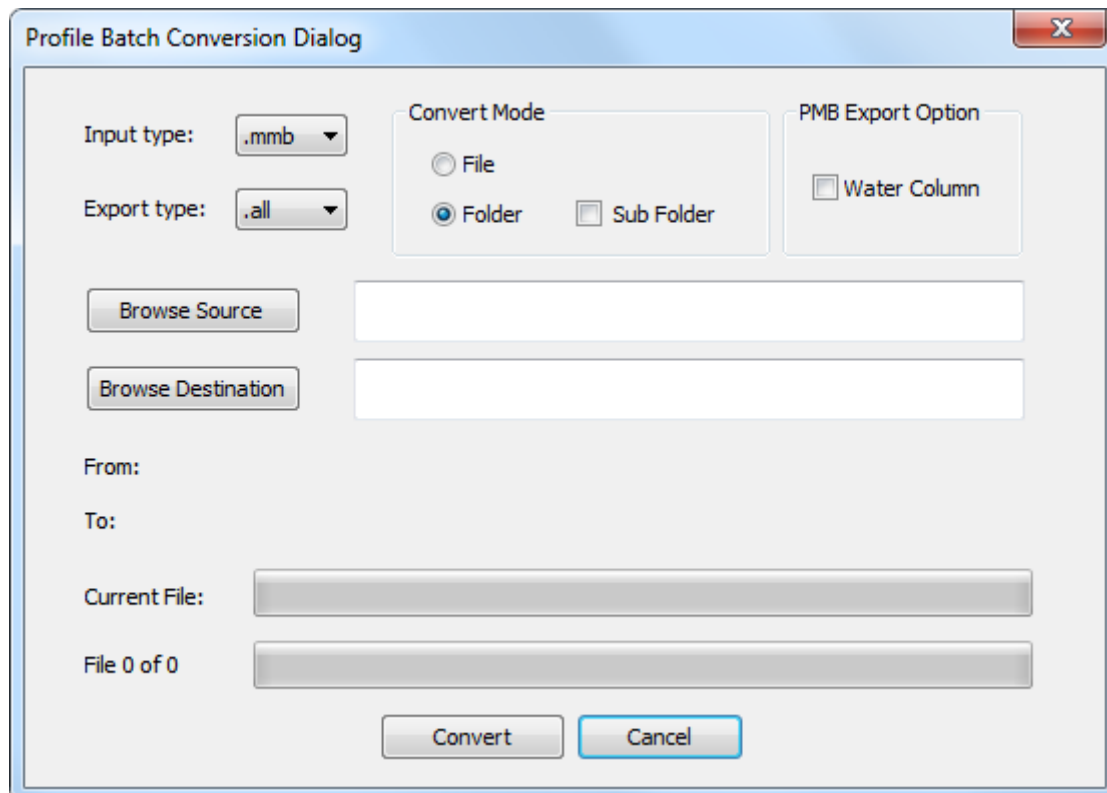 Profile Batch Conversion Dialog
Input type:
.mmb
Export type:
.all
Convert Mode
File
Folder
Sub Folder
PMB Export Option
Water Column
Browse Source
Browse Destination
From:
To:
Current File:
File 0 of 0
Convert
Cancel